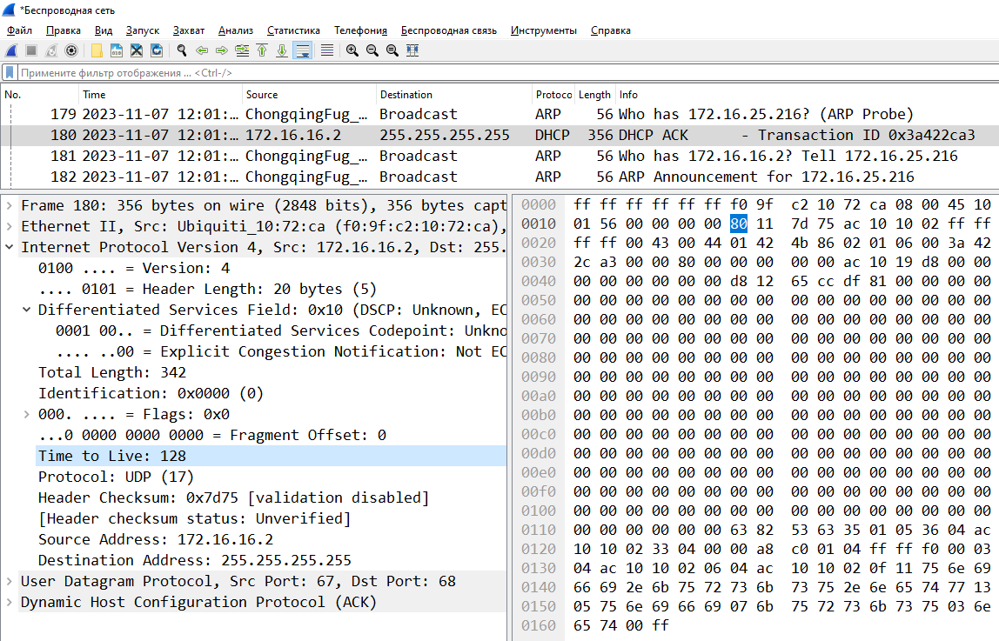 *Беспроводная сеть
Файл Правка Вид Запуск Захват Анализ Статистика Телефония Беспроводная связь Инструменты Справка
Примените фильтр отображения … <Ctrl-/>
No. Time Source Destination Protoco Length Info
179 2023-11-07 12:01:… ChongqingFug_… Broadcast ARP 56 Who has 172.16.25.216? (ARP Probe)
180 2023-11-07 12:01:… 172.16.16.2 255.255.255.255 DHCP 356 DHCP ACK - Transaction ID 0x3a422ca3
181 2023-11-07 12:01:… ChongqingFug_… Broadcast ARP 56 Who has 172.16.16.2? Tell 172.16.25.216
182 2023-11-07 12:01:… ChongqingFug_… Broadcast ARP 56 ARP Announcement for 172.16.25.216
Frame 180: 356 bytes on wire (2848 bits), 356 bytes capt
Ethernet II, Src: Ubiquiti_10:72:ca (f0:9f:c2:10:72:ca),
Internet Protocol Version 4, Src: 172.16.16.2, Dst: 255.
0100 .... = Version: 4
.... 0101 = Header Length: 20 bytes (5)
Differentiated Services Field: 0x10 (DSCP: Unknown, EC
0001 00.. = Differentiated Services Codepoint: Unkno
.... ..00 = Explicit Congestion Notification: Not EC
Total Length: 342
Identification: 0x0000 (0)
000. .... = Flags: 0x0
...0 0000 0000 0000 = Fragment Offset: 0
Time to Live: 128
Protocol: UDP (17)
Header Checksum: 0x7d75 [validation disabled]
[Header checksum status: Unverified]
Source Address: 172.16.16.2
Destination Address: 255.255.255.255
User Datagram Protocol, Src Port: 67, Dst Port: 68
Dynamic Host Configuration Protocol (ACK)
0000 ff ff ff ff ff ff f0 9f c2 10 72 ca 08 00 45 10
0010 01 56 00 00 00 00 80 11 7d 75 ac 10 10 02 ff ff
0020 ff ff 00 43 00 44 01 42 4b 86 02 01 06 00 3a 42
0030 2c a3 00 00 80 00 00 00 00 00 ac 10 19 d8 00 00
0040 00 00 00 00 00 00 d8 12 65 cc df 81 00 00 00 00
0050 00 00 00 00 00 00 00 00 00 00 00 00 00 00 00 00
0060 00 00 00 00 00 00 00 00 00 00 00 00 00 00 00 00
0070 00 00 00 00 00 00 00 00 00 00 00 00 00 00 00 00
0080 00 00 00 00 00 00 00 00 00 00 00 00 00 00 00 00
0090 00 00 00 00 00 00 00 00 00 00 00 00 00 00 00 00
00a0 00 00 00 00 00 00 00 00 00 00 00 00 00 00 00 00
00b0 00 00 00 00 00 00 00 00 00 00 00 00 00 00 00 00
00c0 00 00 00 00 00 00 00 00 00 00 00 00 00 00 00 00
00d0 00 00 00 00 00 00 00 00 00 00 00 00 00 00 00 00
00e0 00 00 00 00 00 00 00 00 00 00 00 00 00 00 00 00
00f0 00 00 00 00 00 00 00 00 00 00 00 00 00 00 00 00
0100 00 00 00 00 00 00 00 00 00 00 00 00 00 00 00 00
0110 00 00 00 00 00 00 63 82 53 63 35 01 05 36 04 ac
0120 10 10 02 33 04 00 00 a8 c0 01 04 ff ff f0 00 03
0130 04 ac 10 10 02 06 04 ac 10 10 02 0f 11 75 6e 69
0140 66 69 2e 6b 75 72 73 6b 73 75 2e 6e 65 74 77 13
0150 05 75 6e 69 66 69 07 6b 75 72 73 6b 73 75 03 6e
0160 65 74 00 ff